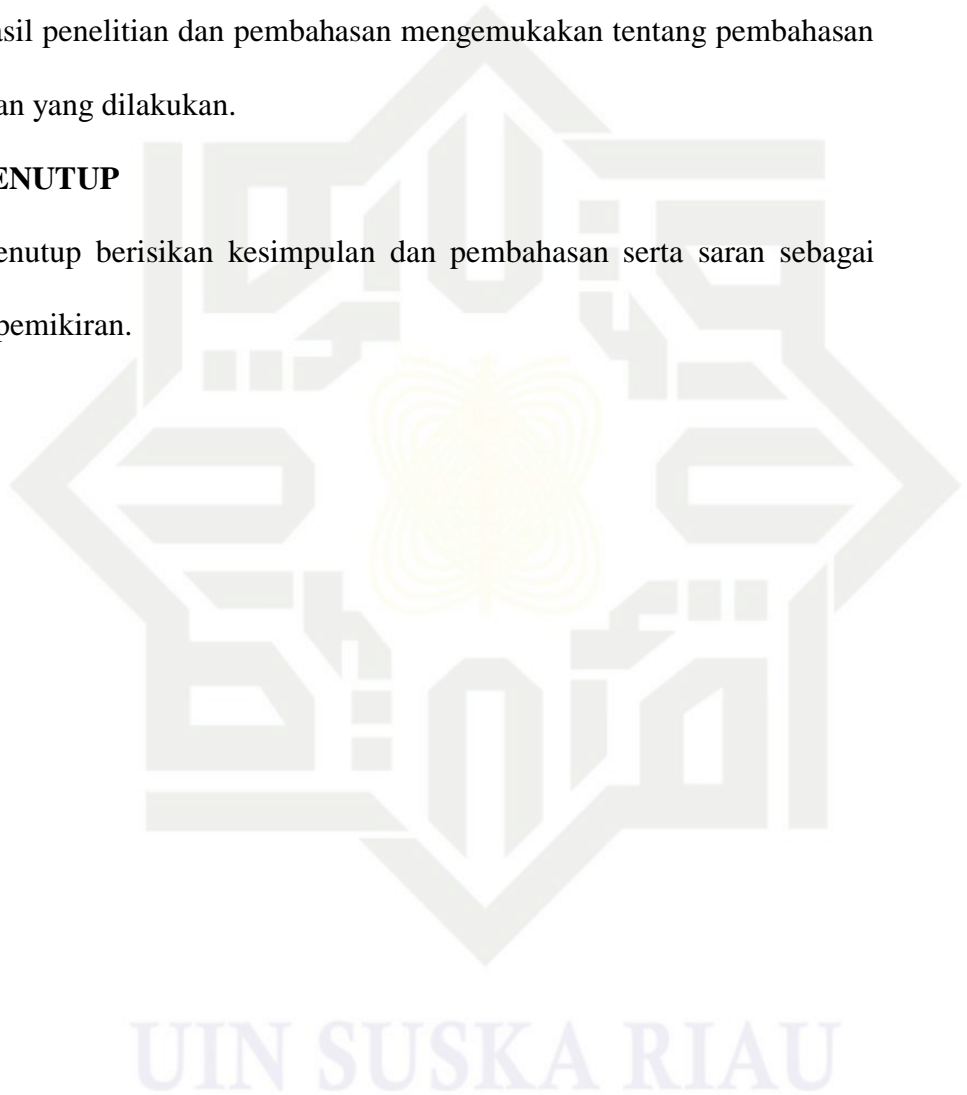 asil penelitian dan pembahasan mengemukakan tentang pembahasan
an yang dilakukan.
ENUTUP
enutup berisikan kesimpulan dan pembahasan serta saran sebagai
pemikiran.
UIN SUSKA RIAU